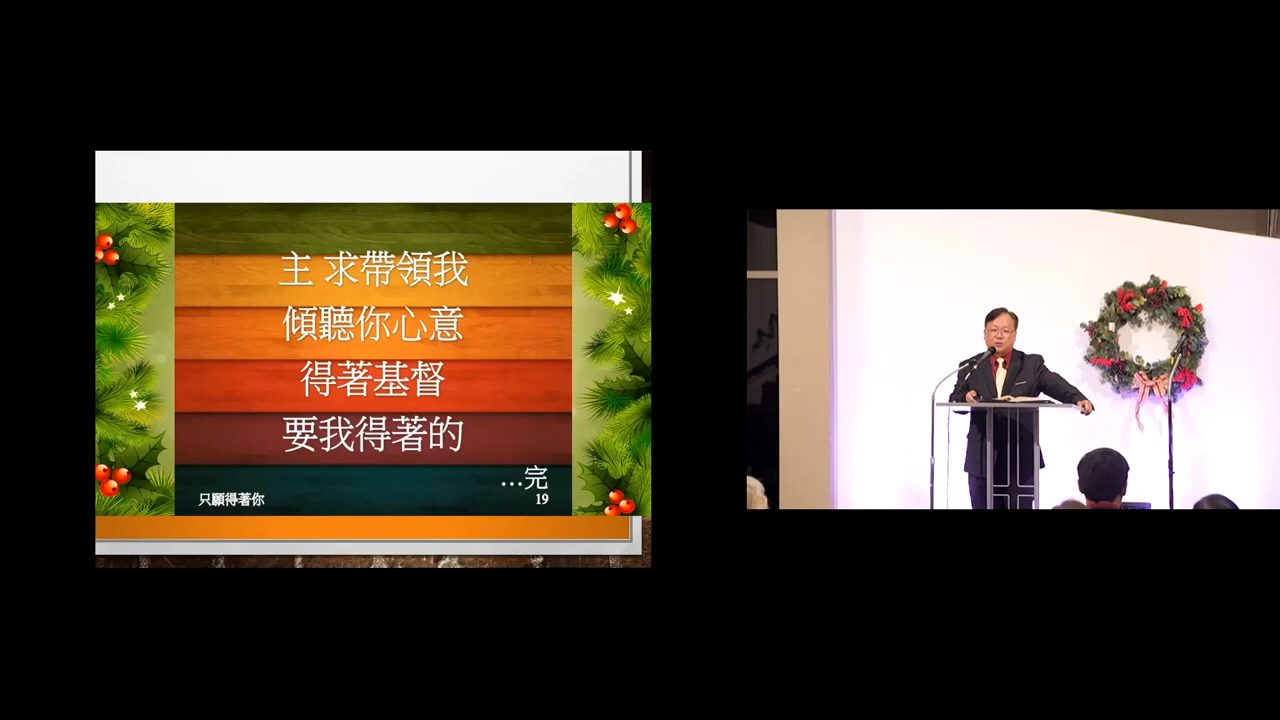 主 求帶領我
傾聽你心意
得著基督
要我得著的
…完
只願得著你
19